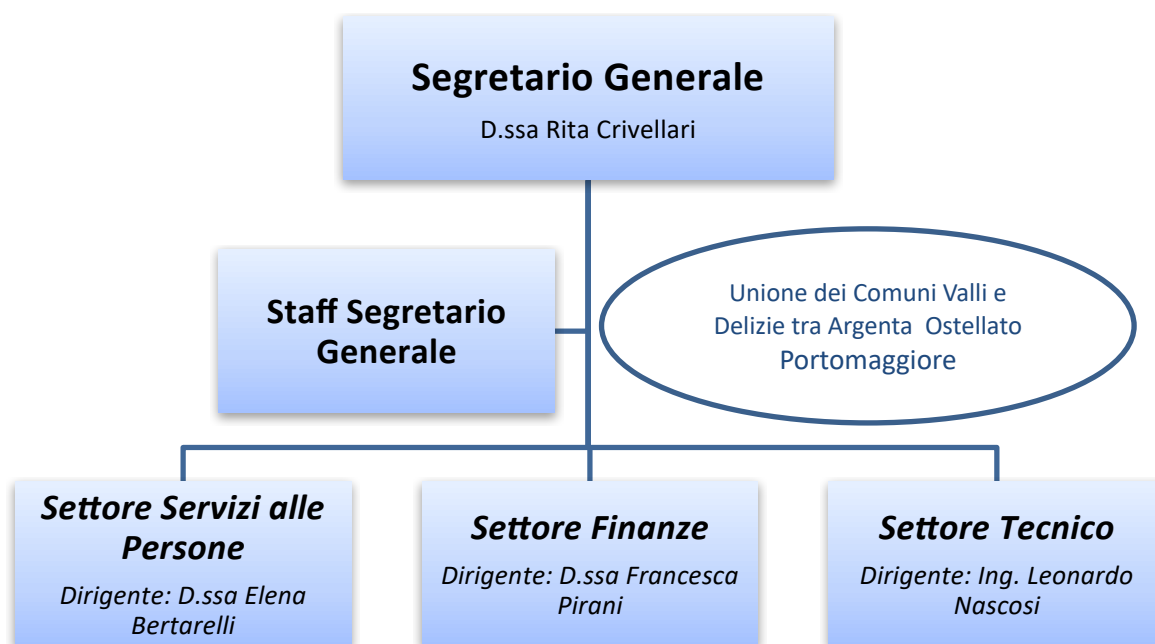 Segretario Generale
D.ssa Rita Crivellari
Staff Segretario
Generale
Unione dei Comuni Valli e
Delizie tra Argenta  Ostellato
Portomaggiore
Settore Servizi alle
Persone
Dirigente: D.ssa Elena
Bertarelli
Settore Finanze
Dirigente: D.ssa Francesca
Pirani
Settore Tecnico
Dirigente: Ing. Leonardo
Nascosi